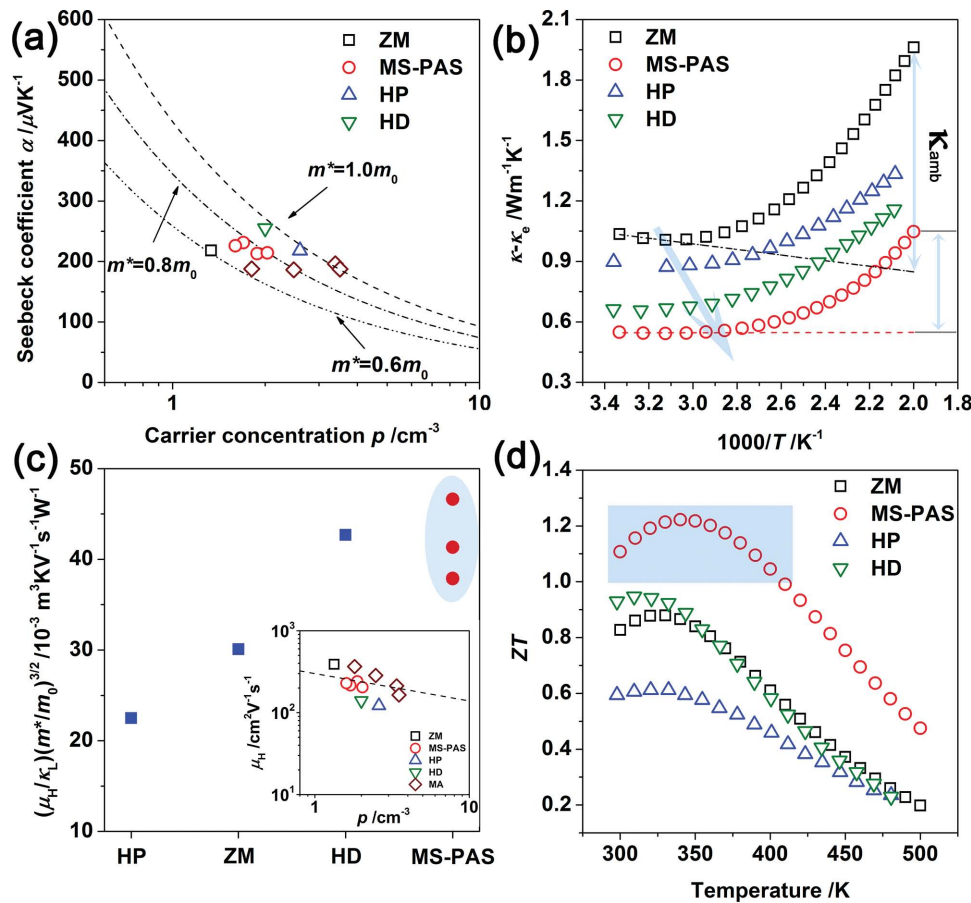 (a)
600
500
400
300
200
100
0
Seebeck coefficient α /μVK⁻¹
ZM
MS-PAS
HP
HD
m*=1.0m₀
m*=0.8m₀
m*=0.6m₀
1
10
Carrier concentration p /cm⁻³
(b)
2.1
1.8
1.5
1.2
0.9
0.6
0.3
κ-κₑ /Wm⁻¹K⁻¹
ZM
MS-PAS
HP
HD
κamb
3.4 3.2 3.0 2.8 2.6 2.4 2.2 2.0 1.8
1000/T /K⁻¹
(c)
50
40
30
20
10
(μH/κL)(m*/m₀)³/² /10⁻³ m³KV⁻¹s⁻¹W⁻¹
10³
10²
10¹
μH /cm²V⁻¹s⁻¹
ZM
MS-PAS
HP
HD
MA
1
10
p /cm⁻³
HP ZM HD MS-PAS
(d)
1.4
1.2
1.0
0.8
0.6
0.4
0.2
ZT
ZM
MS-PAS
HP
HD
300 350 400 450 500
Temperature /K